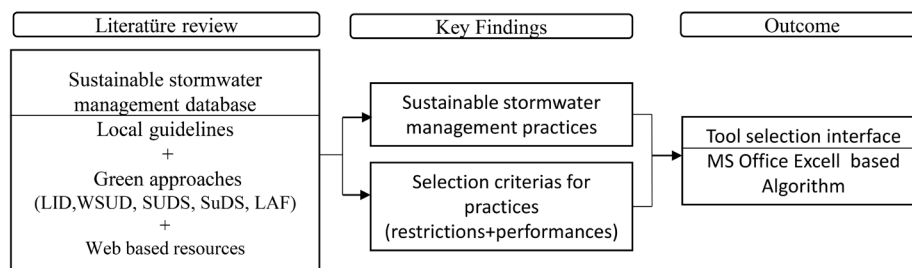 Literatüre review
Key Findings
Outcome
Sustainable stormwater
management database
Local guidelines
+
Green approaches
(LID,WSUD, SUDS, SuDS, LAF)
+
Web based resources
Sustainable stormwater
management practices
Selection criterias for
practices
(restrictions+performances)
Tool selection interface
MS Office Excell based
Algorithm